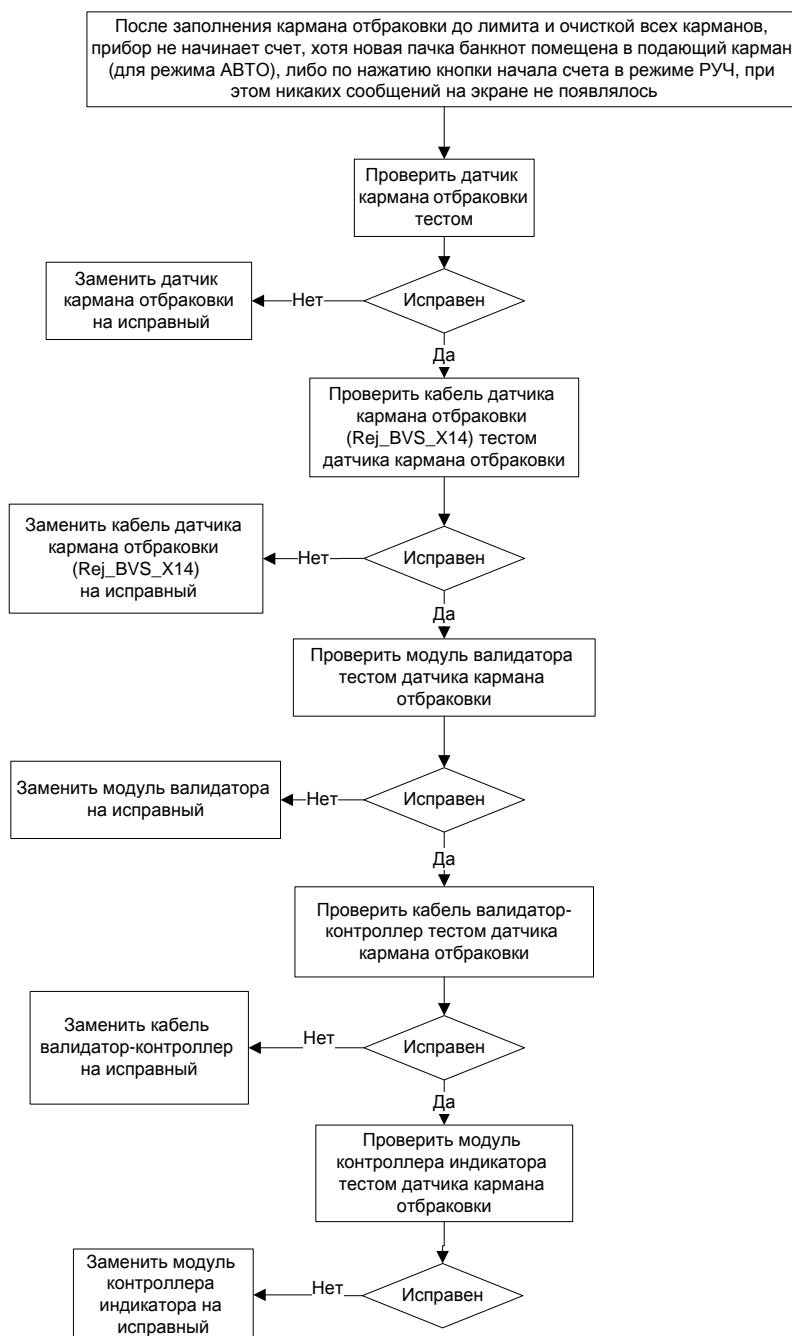 После заполнения кармана отбраковки до лимита и очисткой всех карманов,
прибор не начинает счет, хотя новая пачка банкнот помещена в подающий карман
(для режима АВТО), либо по нажатию кнопки начала счета в режиме РУЧ, при
этом никаких сообщений на экране не появлялось
Проверить датчик
кармана отбраковки
тестом
Заменить датчик
кармана отбраковки
на исправный
Нет
Исправен
Да
Проверить кабель датчика
кармана отбраковки
(Rej_BVS_X14) тестом
датчика кармана отбраковки
Заменить кабель датчика
кармана отбраковки
(Rej_BVS_X14)
на исправный
Нет
Исправен
Да
Проверить модуль валидатора
тестом датчика кармана
отбраковки
Заменить модуль валидатора
на исправный
Нет
Исправен
Да
Проверить кабель валидатор-
контроллер тестом датчика
кармана отбраковки
Заменить кабель
валидатор-контроллер
на исправный
Нет
Исправен
Да
Проверить модуль
контроллера индикатора
тестом датчика кармана
отбраковки
Заменить модуль
контроллера
индикатора на
исправный
Нет
Исправен